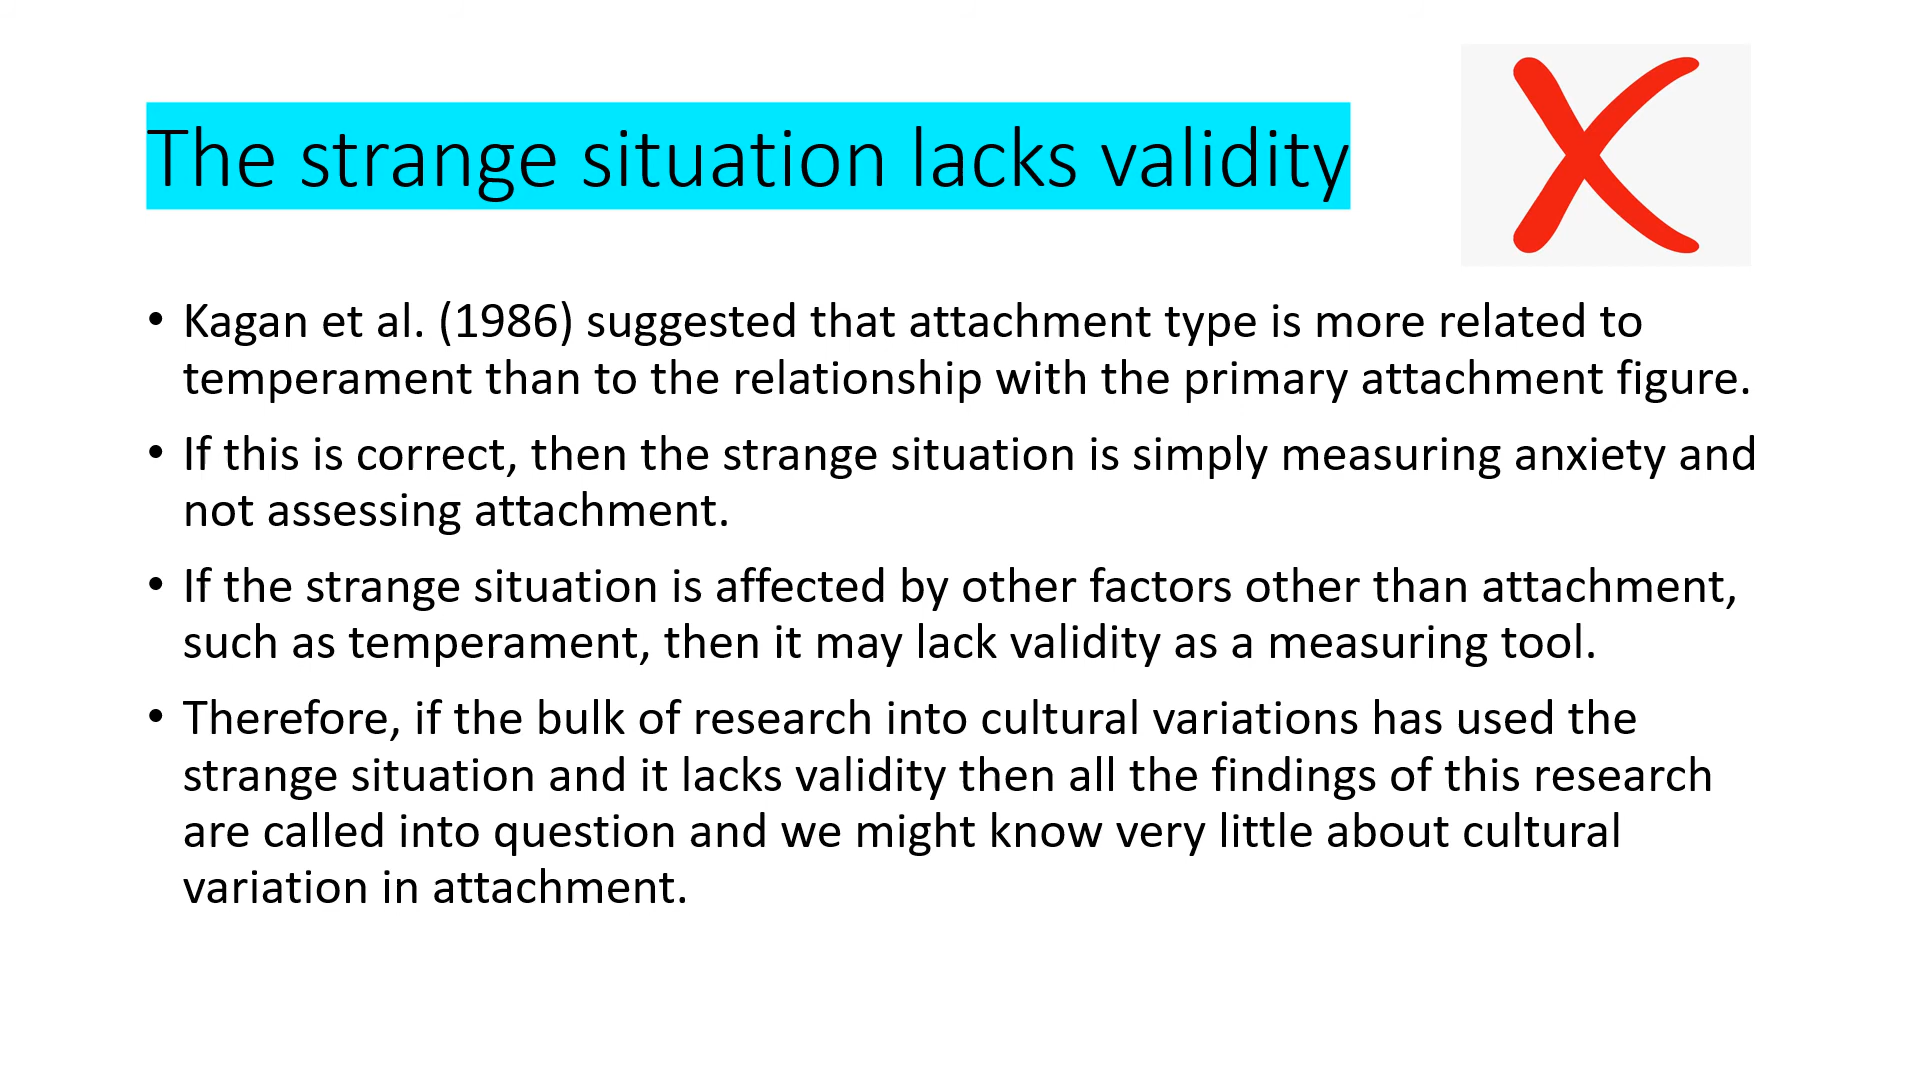 The strange situation lacks validity
• Kagan et al. (1986) suggested that attachment type is more related to
temperament than to the relationship with the primary attachment figure.
• If this is correct, then the strange situation is simply measuring anxiety and
not assessing attachment.
• If the strange situation is affected by other factors other than attachment,
such as temperament, then it may lack validity as a measuring tool.
• Therefore, if the bulk of research into cultural variations has used the
strange situation and it lacks validity then all the findings of this research
are called into question and we might know very little about cultural
variation in attachment.